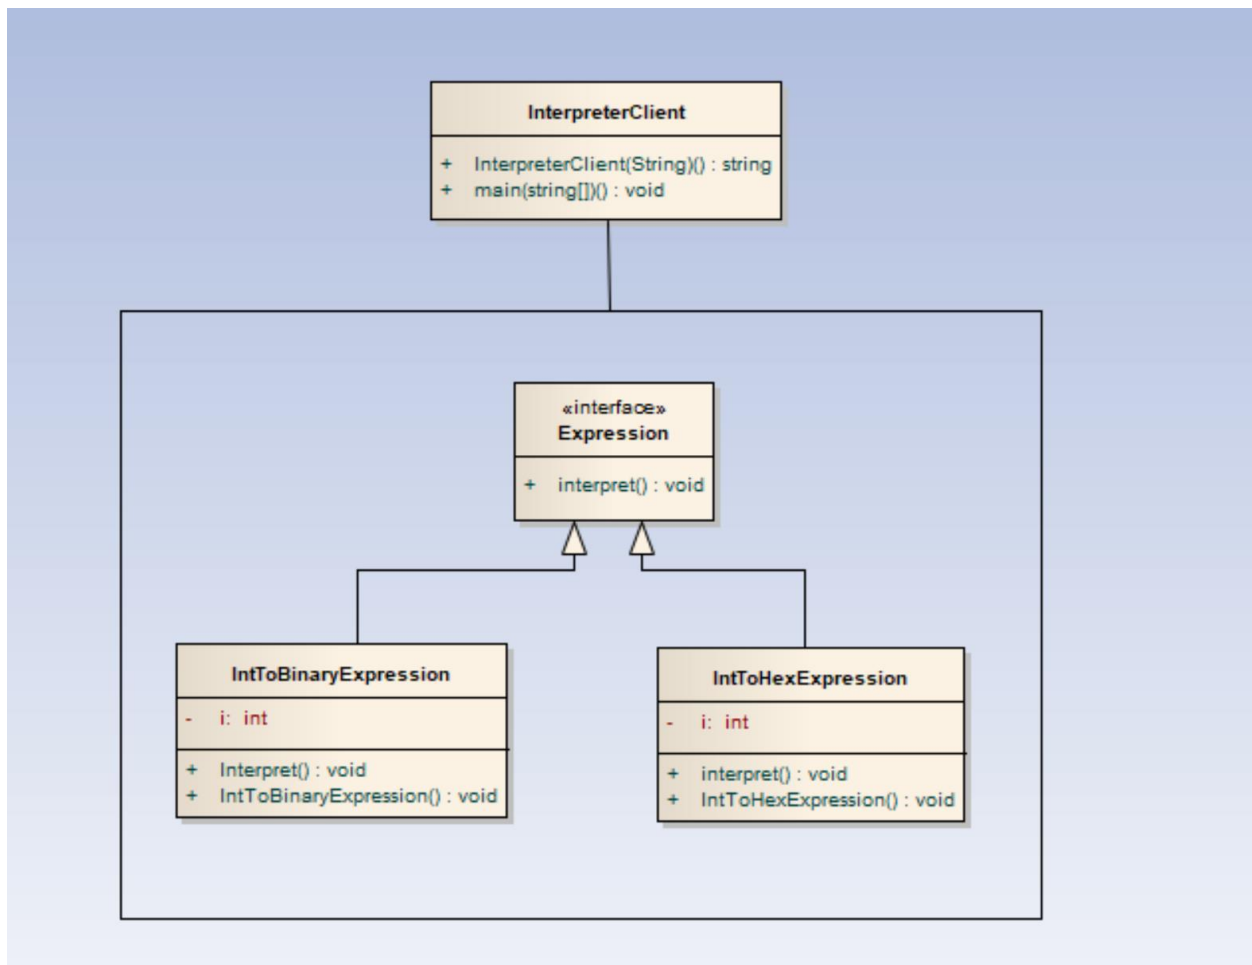 InterpreterClient
+ InterpreterClient(String)() : string
+ main(string[])() : void
«interface»
Expression
+ interpret() : void
IntToBinaryExpression
- i: int
+ Interpret() : void
+ IntToBinaryExpression() : void
IntToHexExpression
- i: int
+ interpret() : void
+ IntToHexExpression() : void